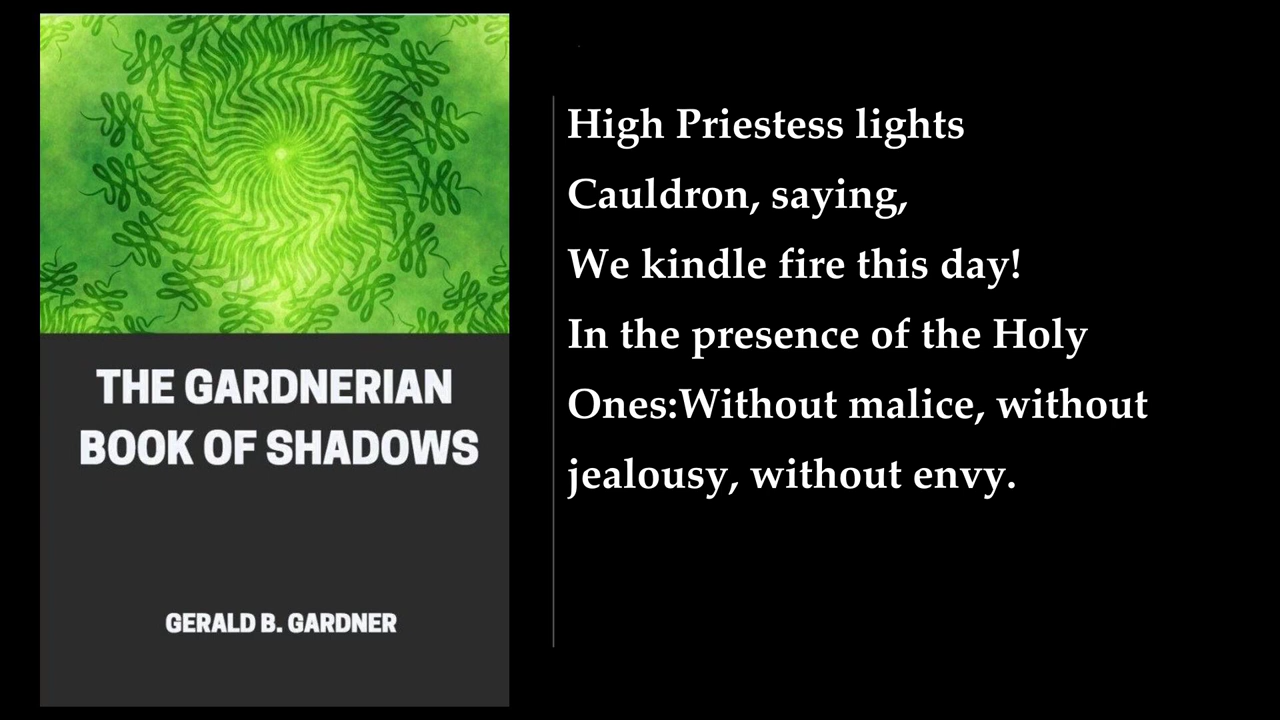 THE GARDNERIAN
BOOK OF SHADOWS
GERALD B. GARDNER
High Priestess lights
Cauldron, saying,
We kindle fire this day!
In the presence of the Holy
Ones:Without malice, without
jealousy, without envy.